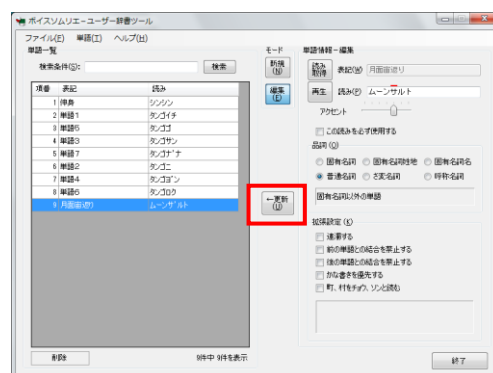 ボイスソムリエ－ユーザー辞書ツール
ファイル(F) 単語(T) ヘルプ(H)
単語一覧
検索条件(S):
検索
項番 表記 読み
1 伸身 シンシン
2 単語1 タンゴイチ
3 単語5 タンゴゴ
4 単語3 タンゴサン
5 単語7 タンゴナナ
6 単語2 タンゴニ
7 単語4 タンゴヨン
8 単語6 タンゴロク
9 月面宙返り ムーンサルト
削除
9件中 9件を表示
モード
新規
(N)
編集
(E)
←更新
(U)
単語情報－編集
読み
取得
表記(W) 月面宙返り
再生
読み(P) ムーンサルト
アクセント
この読みを必ず使用する
品詞(O)
固有名詞 固有名詞姓地 固有名詞名
普通名詞 さ変名詞 呼称名詞
固有名詞以外の単語
拡張設定(K)
連濁する
前の単語との結合を禁止する
後の単語との結合を禁止する
かな書きを優先する
町、村をチョウ、ソンと読む
終了